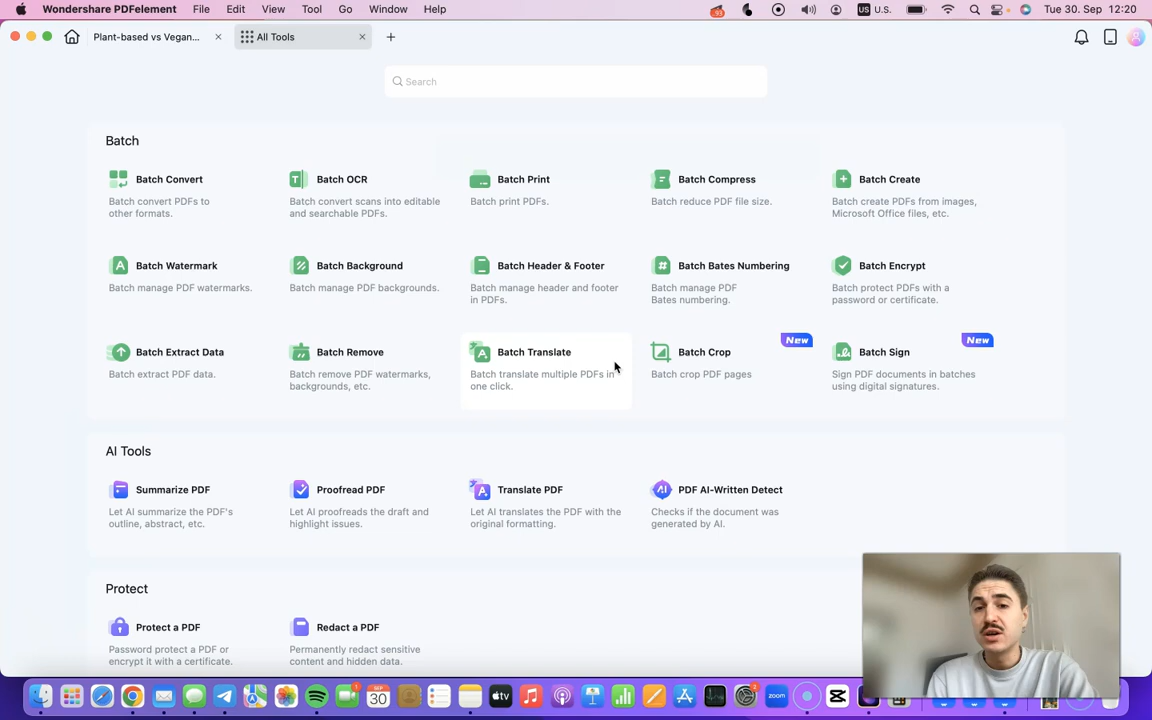 Wondershare PDFelement File Edit View Tool Go Window Help U.S. Tue 30. Sep 12:20
Plant-based vs Vegan... All Tools
Search
Batch
Batch Convert
Batch convert PDFs to
other formats.
Batch OCR
Batch convert scans into editable
and searchable PDFs.
Batch Print
Batch print PDFs.
Batch Compress
Batch reduce PDF file size.
Batch Create
Batch create PDFs from images,
Microsoft Office files, etc.
Batch Watermark
Batch manage PDF watermarks.
Batch Background
Batch manage PDF backgrounds.
Batch Header & Footer
Batch manage header and footer
in PDFs.
Batch Bates Numbering
Batch manage PDF
Bates numbering.
Batch Encrypt
Batch protect PDFs with a
password or certificate.
Batch Extract Data
Batch extract PDF data.
Batch Remove
Batch remove PDF watermarks,
backgrounds, etc.
Batch Translate
Batch translate multiple PDFs in
one click.
New
Batch Crop
Batch crop PDF pages
New
Batch Sign
Sign PDF documents in batches
using digital signatures.
AI Tools
Summarize PDF
Let AI summarize the PDF's
outline, abstract, etc.
Proofread PDF
Let AI proofreads the draft and
highlight issues.
Translate PDF
Let AI translates the PDF with the
original formatting.
PDF AI-Written Detect
Checks if the document was
generated by AI.
Protect
Protect a PDF
Password protect a PDF or
encrypt it with a certificate.
Redact a PDF
Permanently redact sensitive
content and hidden data.
SEP
30
tv
zoom